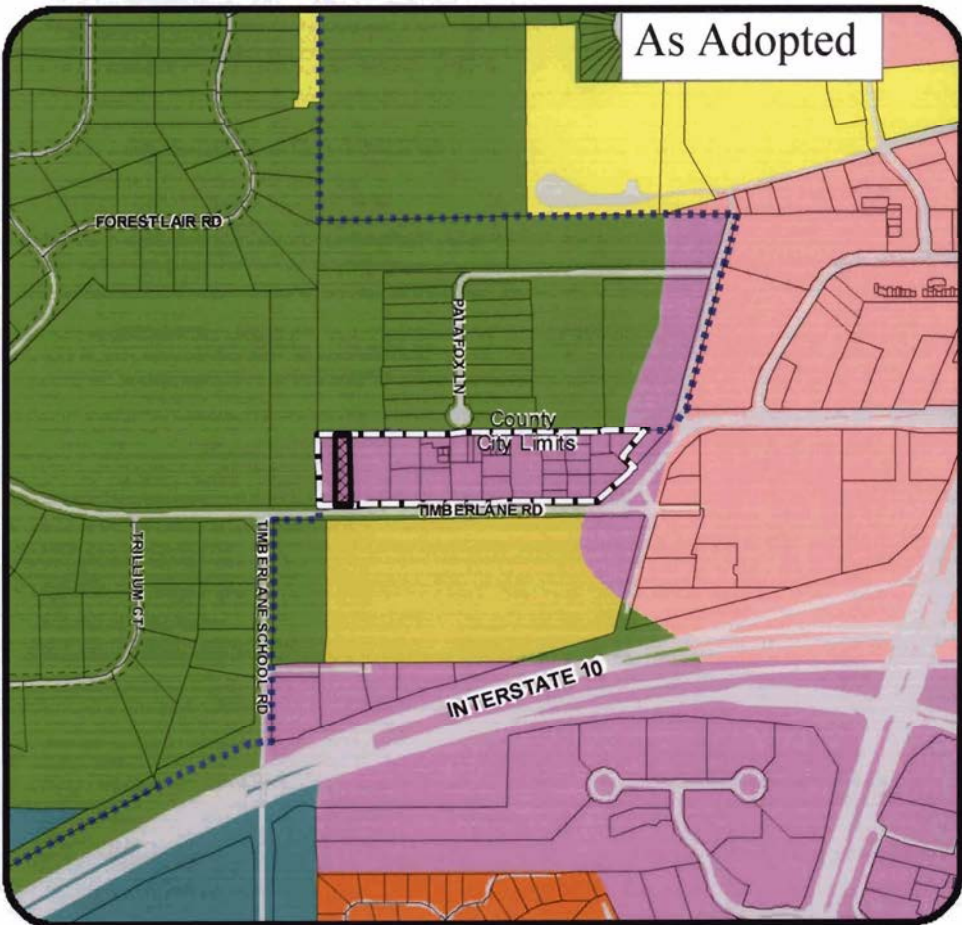 As Adopted
FOREST LAIR RD
PALAFOX LN
County
City Limits
TIMBERLANE RD
TRILLIUM CT
TIMBERLANE SCHOOL RD
INTERSTATE 10